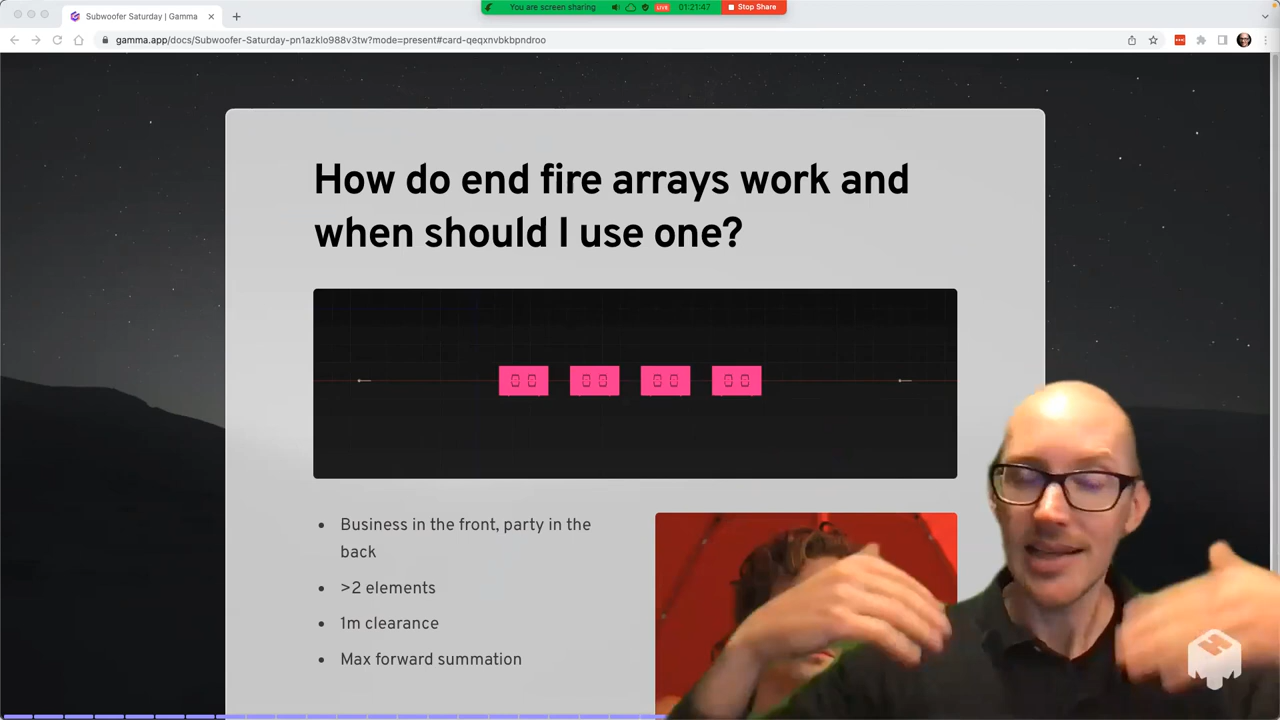 Subwoofer Saturday | Gamma
You are screen sharing
LIVE
01:21:47
Stop Share
gamma.app/docs/Subwoofer-Saturday-pn1azklo988v3tw?mode=present#card-qeqxnvbkbpndroo
How do end fire arrays work and
when should I use one?
Business in the front, party in the
back
>2 elements
1m clearance
Max forward summation